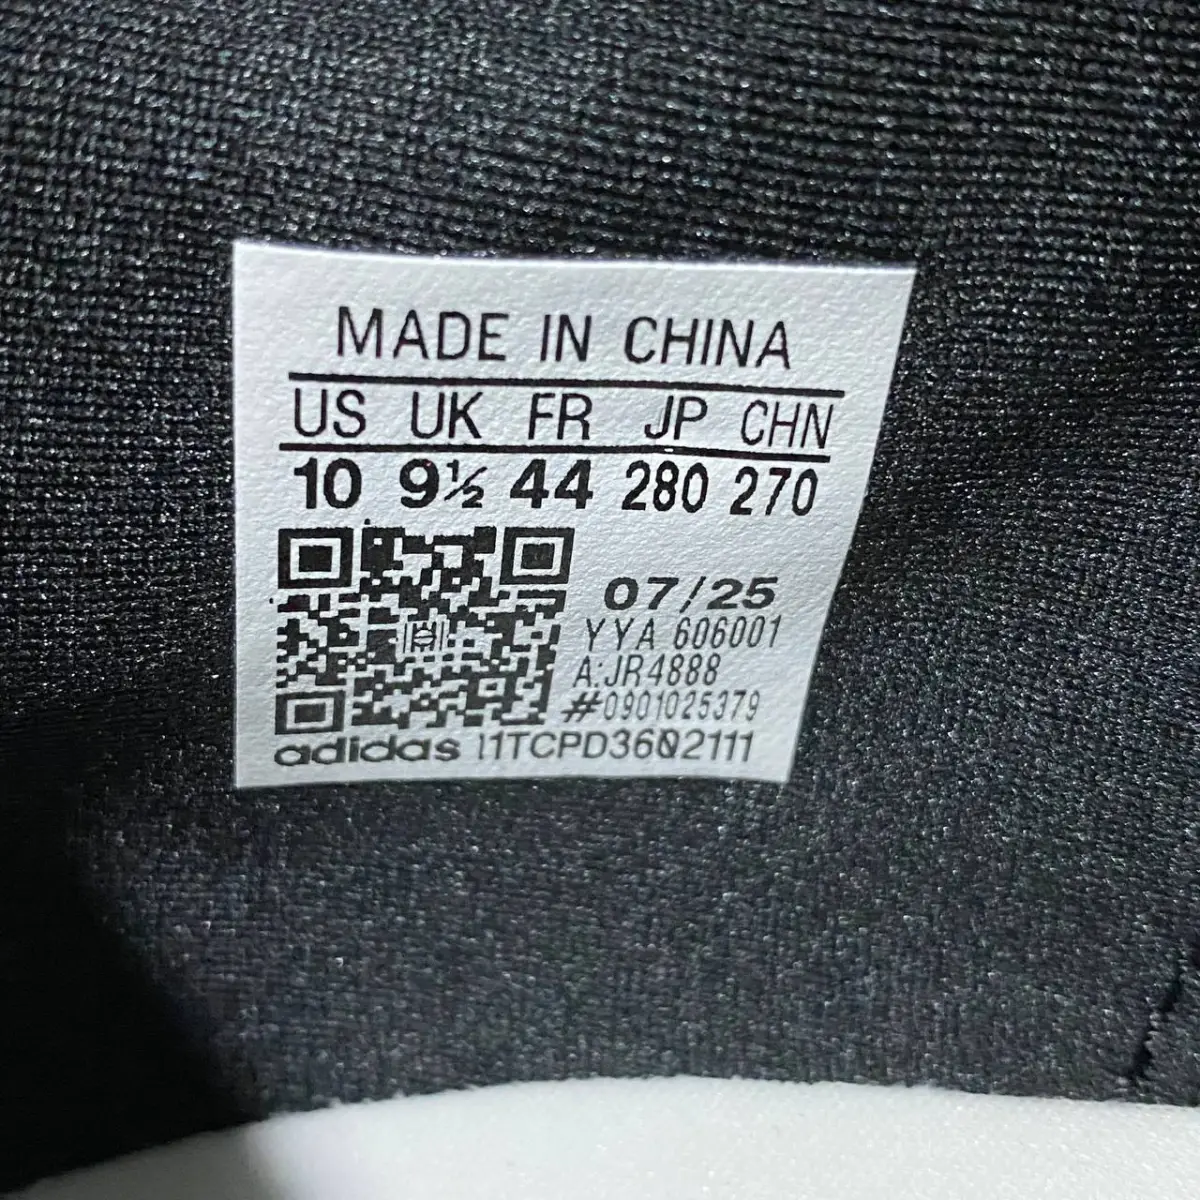 MADE IN CHINA
US UK FR JP CHN
10 9½ 44 280 270
07/25
YYA 606001
A:JR4888
#0901025379
adidas 11TCPD3602111